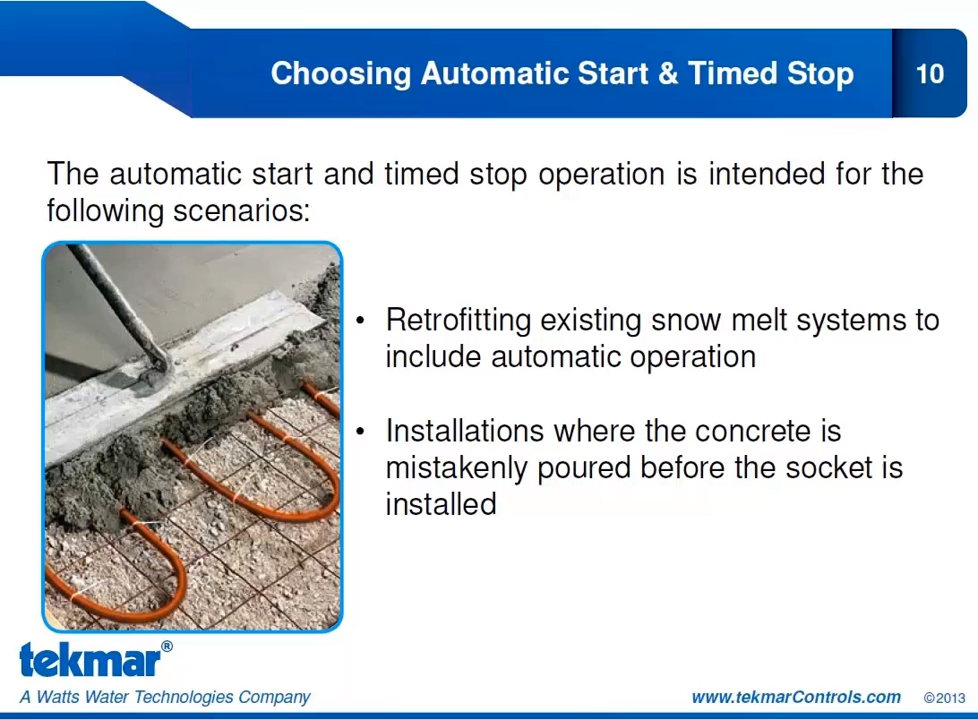 Choosing Automatic Start & Timed Stop
10
The automatic start and timed stop operation is intended for the
following scenarios:
• Retrofitting existing snow melt systems to
include automatic operation
• Installations where the concrete is
mistakenly poured before the socket is
installed
tekmar®
A Watts Water Technologies Company
www.tekmarControls.com ©2013